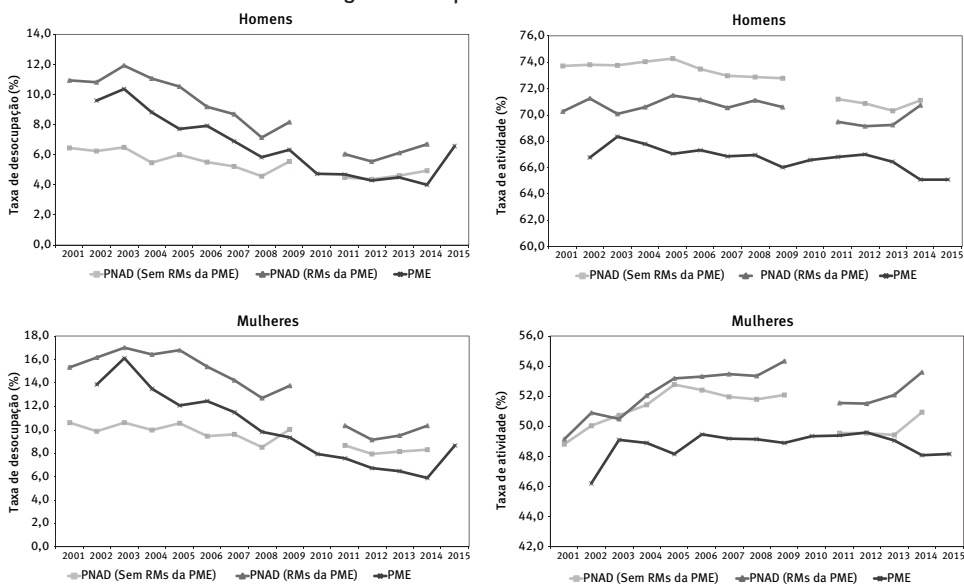 Homens
Taxa de desocupação (%)
14,0
12,0
10,0
8,0
6,0
4,0
2,0
0,0
2001 2002 2003 2004 2005 2006 2007 2008 2009 2010 2011 2012 2013 2014 2015
PNAD (Sem RMs da PME) PNAD (RMs da PME) PME
Homens
Taxa de atividade (%)
76,0
74,0
72,0
70,0
68,0
66,0
64,0
62,0
60,0
2001 2002 2003 2004 2005 2006 2007 2008 2009 2010 2011 2012 2013 2014 2015
PNAD (Sem RMs da PME) PNAD (RMs da PME) PME
Mulheres
Taxa de desocupação (%)
18,0
16,0
14,0
12,0
10,0
8,0
6,0
4,0
2,0
0,0
2001 2002 2003 2004 2005 2006 2007 2008 2009 2010 2011 2012 2013 2014 2015
PNAD (Sem RMs da PME) PNAD (RMs da PME) PME
Mulheres
Taxa de atividade (%)
56,0
54,0
52,0
50,0
48,0
46,0
44,0
42,0
2001 2002 2003 2004 2005 2006 2007 2008 2009 2010 2011 2012 2013 2014 2015
PNAD (Sem RMs da PME) PNAD (RMs da PME) PME